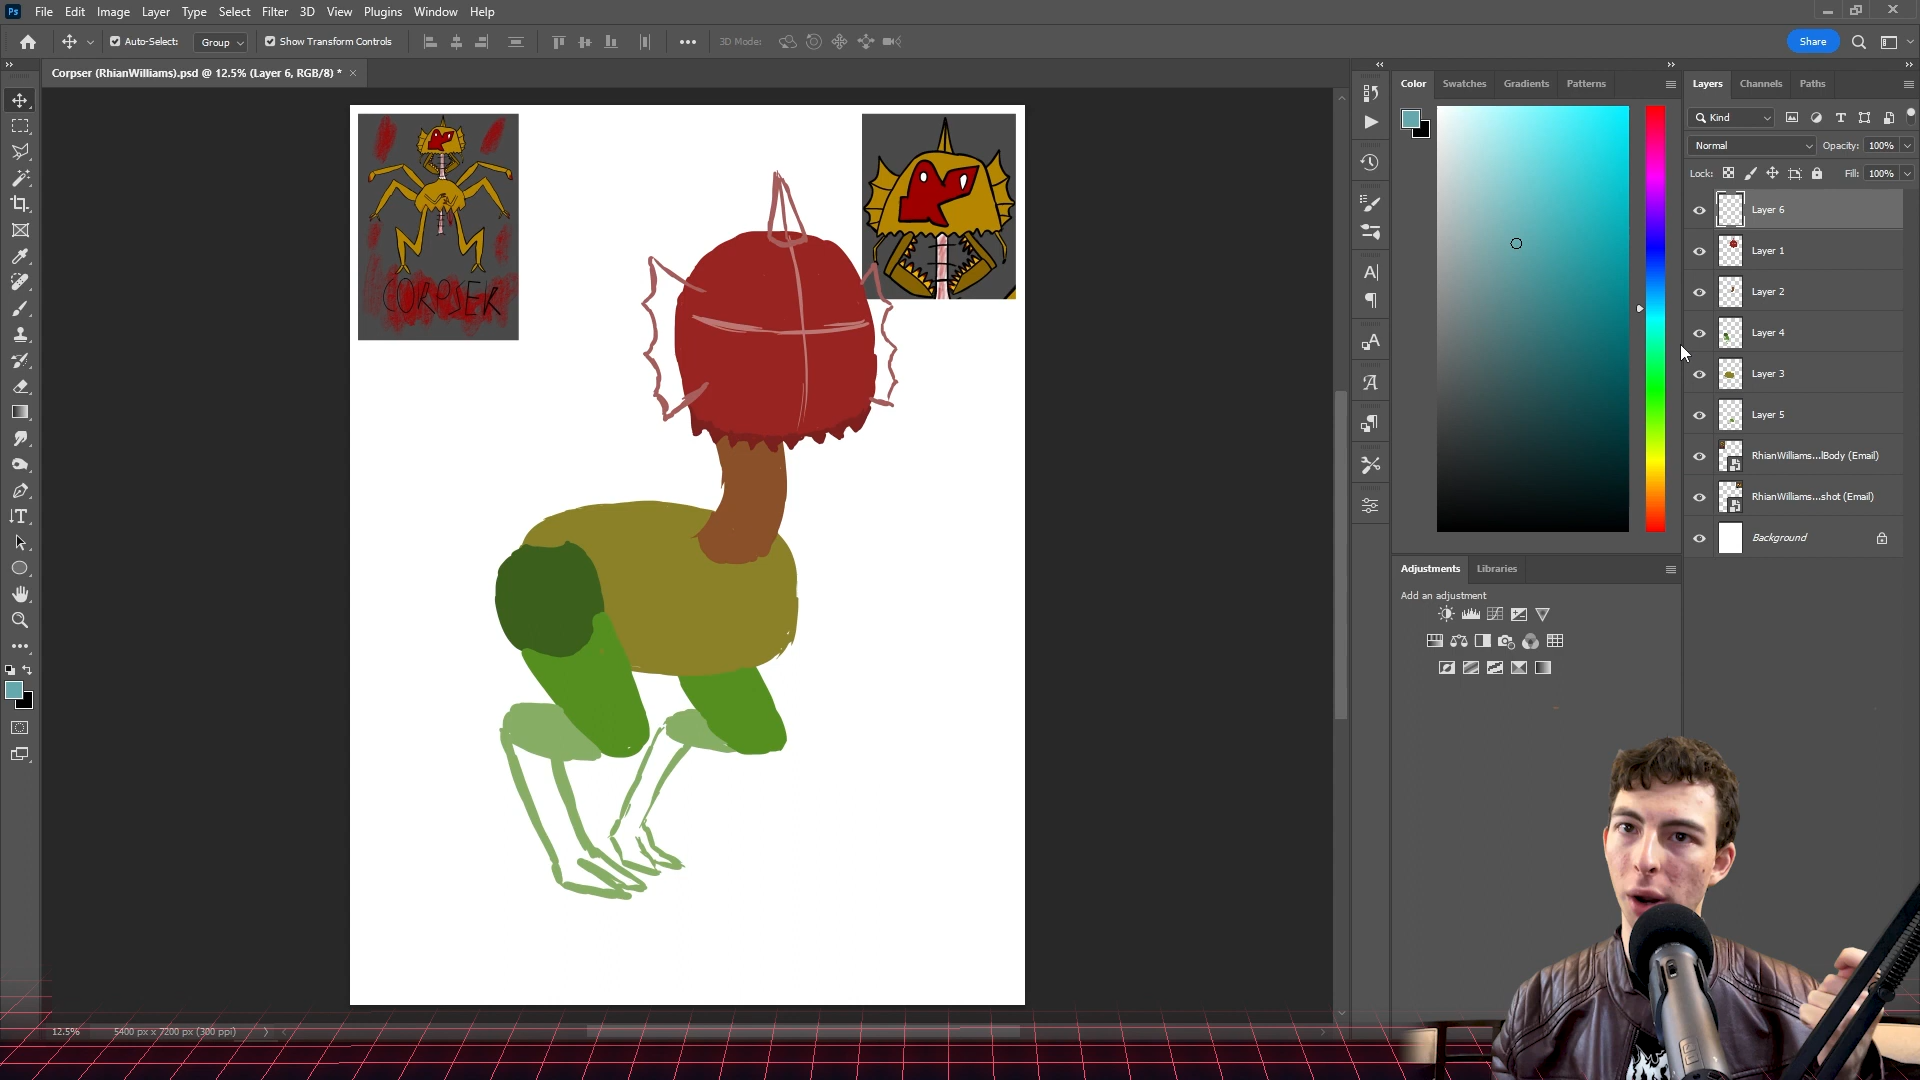 Ps File Edit Image Layer Type Select Filter 3D View Plugins Window Help
Auto-Select: Group Show Transform Controls 3D Mode: Share
Corpser (RhianWilliams).psd @ 12.5% (Layer 6, RGB/8) *
Color Swatches Gradients Patterns
Layers Channels Paths
Kind
Normal Opacity: 100%
Lock: Fill: 100%
Layer 6
Layer 1
Layer 2
Layer 4
Layer 3
Layer 5
RhianWilliams...lBody (Email)
RhianWilliams...shot (Email)
Background
CORPSER
Adjustments Libraries
Add an adjustment
12.5% 5400 px x 7200 px (300 ppi)